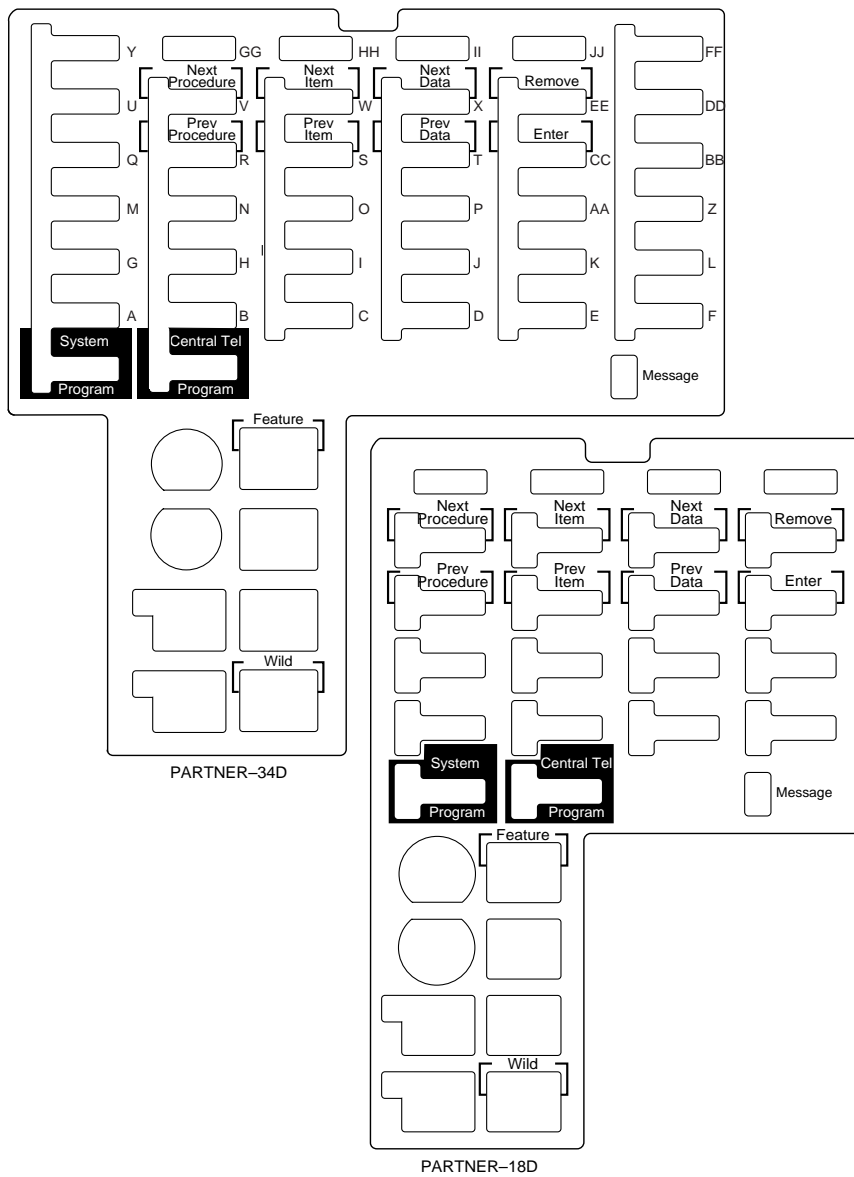 Y GG HH II JJ FF
Next Procedure Next Item Next Data Remove
U V W X EE DD
Prev Procedure Prev Item Prev Data Enter
Q R S T CC BB
M N O P AA Z
G H I J K L
A B C D E F
System Program Central Tel Program
Message
Feature
Wild
PARTNER–34D
Next Procedure Next Item Next Data Remove
Prev Procedure Prev Item Prev Data Enter
System Program Central Tel Program
Message
Feature
Wild
PARTNER–18D